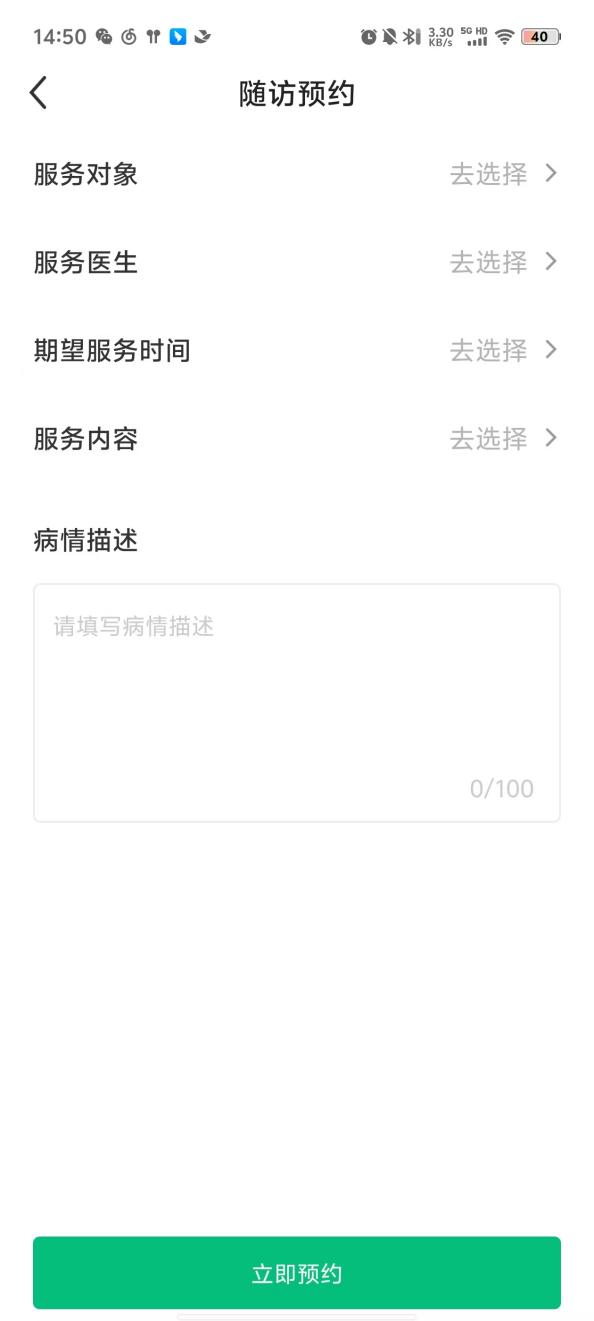 14:50 3.30 KB/s 5G HD 40
随访预约
服务对象 去选择
服务医生 去选择
期望服务时间 去选择
服务内容 去选择
病情描述
请填写病情描述
0/100
立即预约